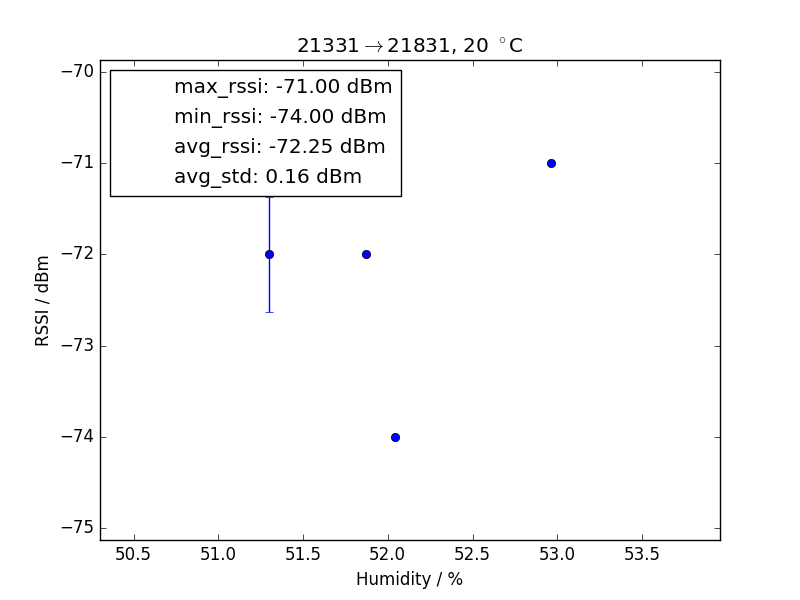 21331→21831, 20 °C
max_rssi: -71.00 dBm
min_rssi: -74.00 dBm
avg_rssi: -72.25 dBm
avg_std: 0.16 dBm
RSSI / dBm
−70
−71
−72
−73
−74
−75
50.5 51.0 51.5 52.0 52.5 53.0 53.5
Humidity / %